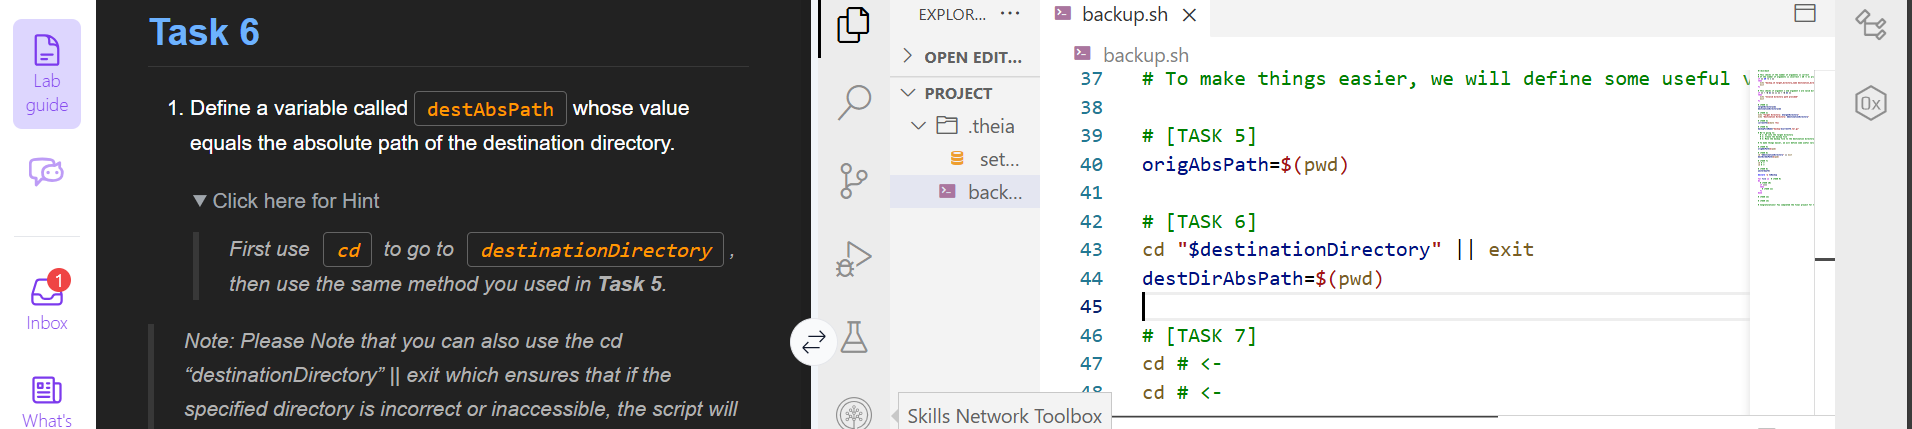 Lab
guide
Inbox
1
What's
Task 6
1. Define a variable called destAbsPath whose value
equals the absolute path of the destination directory.
▼ Click here for Hint
First use cd to go to destinationDirectory ,
then use the same method you used in Task 5.
Note: Please Note that you can also use the cd
“destinationDirectory” || exit which ensures that if the
specified directory is incorrect or inaccessible, the script will
EXPLOR... ···
OPEN EDIT...
PROJECT
.theia
set...
back...
Skills Network Toolbox
backup.sh
backup.sh
37 # To make things easier, we will define some useful
38
39 # [TASK 5]
40 origAbsPath=$(pwd)
41
42 # [TASK 6]
43 cd "$destinationDirectory" || exit
44 destDirAbsPath=$(pwd)
45
46 # [TASK 7]
47 cd # <-
48 cd # <-
0x